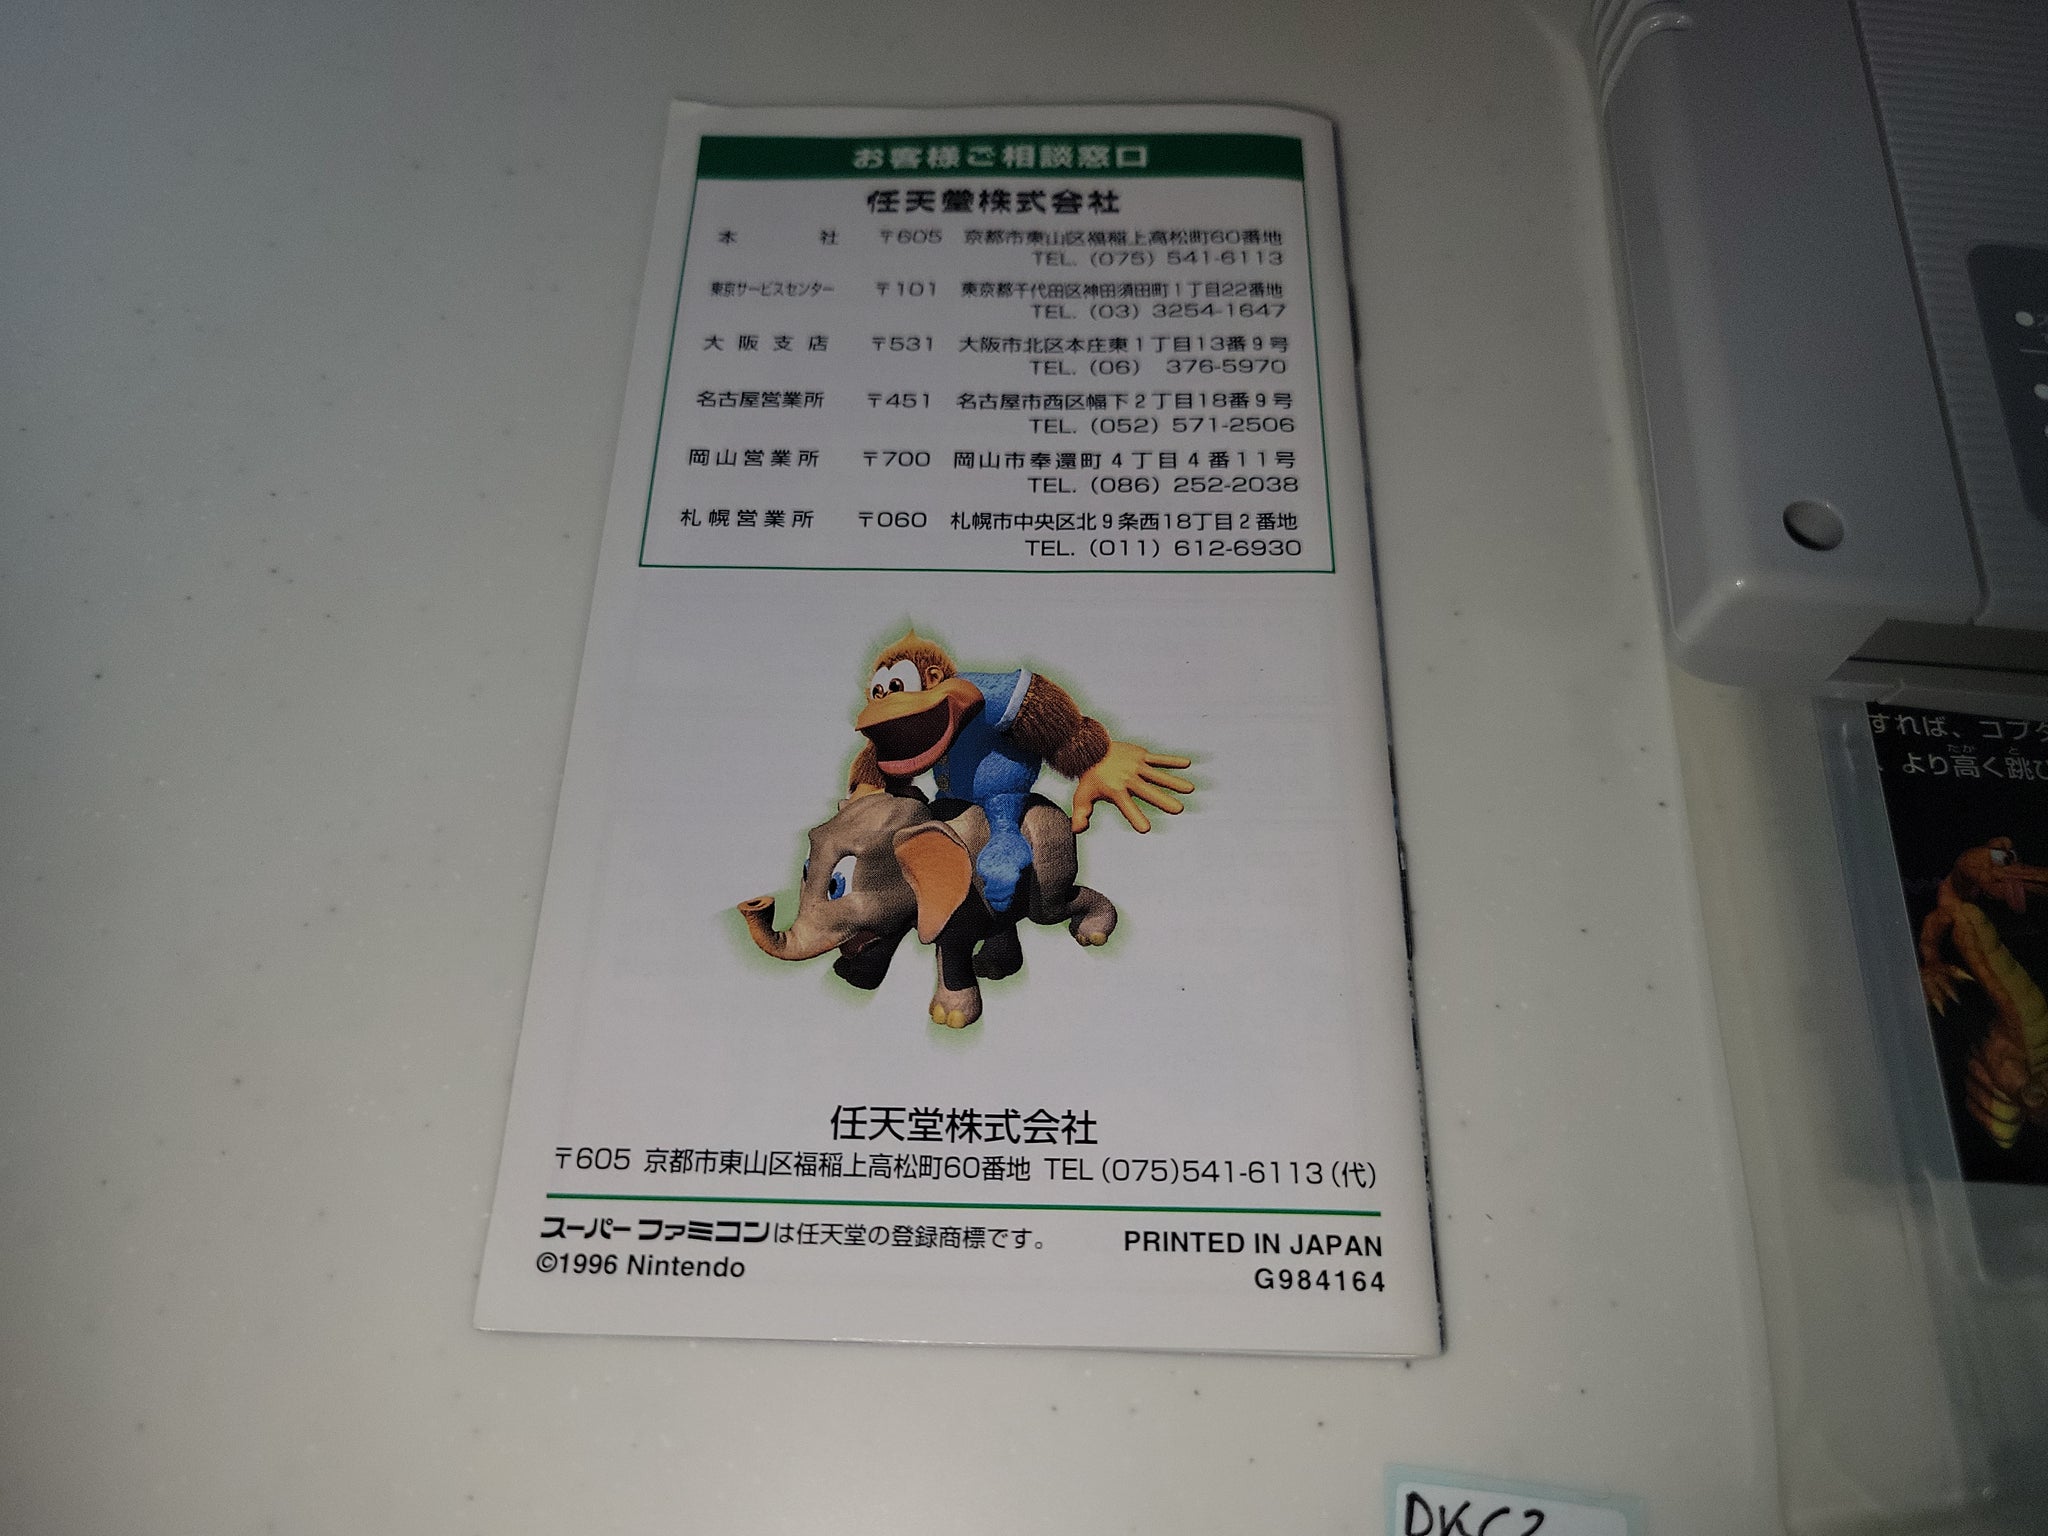 お客様ご相談窓口
任天堂株式会社
本社 〒605 京都市東山区福稲上高松町60番地
TEL. (075) 541-6113
東京サービスセンター 〒101 東京都千代田区神田須田町1丁目22番地
TEL. (03) 3254-1647
大阪支店 〒531 大阪市北区本庄東1丁目13番9号
TEL. (06) 376-5970
名古屋営業所 〒451 名古屋市西区幅下2丁目18番9号
TEL. (052) 571-2506
岡山営業所 〒700 岡山市奉還町4丁目4番11号
TEL. (086) 252-2038
札幌営業所 〒060 札幌市中央区北9条西18丁目2番地
TEL. (011) 612-6930
任天堂株式会社
〒605 京都市東山区福稲上高松町60番地 TEL(075)541-6113(代)
スーパーファミコンは任天堂の登録商標です。
PRINTED IN JAPAN
©1996 Nintendo
G984164
すれば、コプタ
、より高く跳び
たか と
DKC2